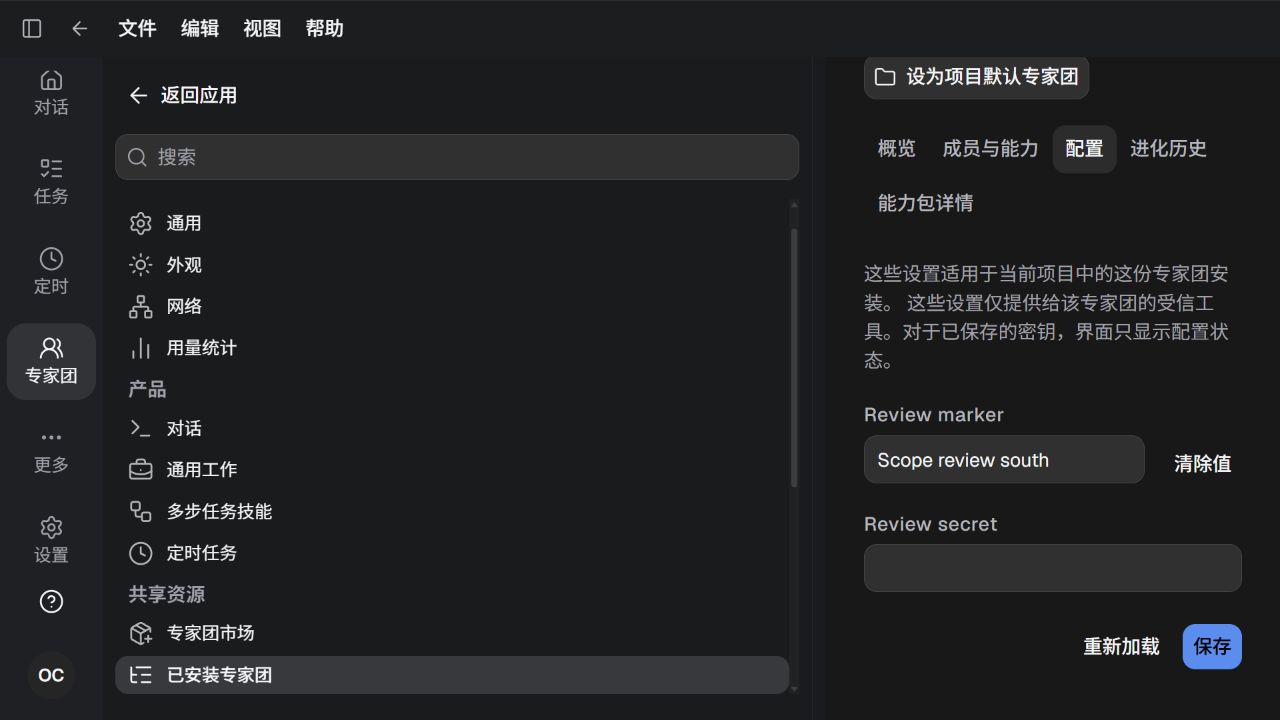 文件 编辑 视图 帮助
对话
任务
定时
专家团
更多
设置
OC
返回应用
搜索
通用
外观
网络
用量统计
产品
对话
通用工作
多步任务技能
定时任务
共享资源
专家团市场
已安装专家团
设为项目默认专家团
概览 成员与能力 配置 进化历史
能力包详情
这些设置适用于当前项目中的这份专家团安
装。 这些设置仅提供给该专家团的受信工
具。对于已保存的密钥，界面只显示配置状
态。
Review marker
Scope review south 清除值
Review secret
重新加载 保存